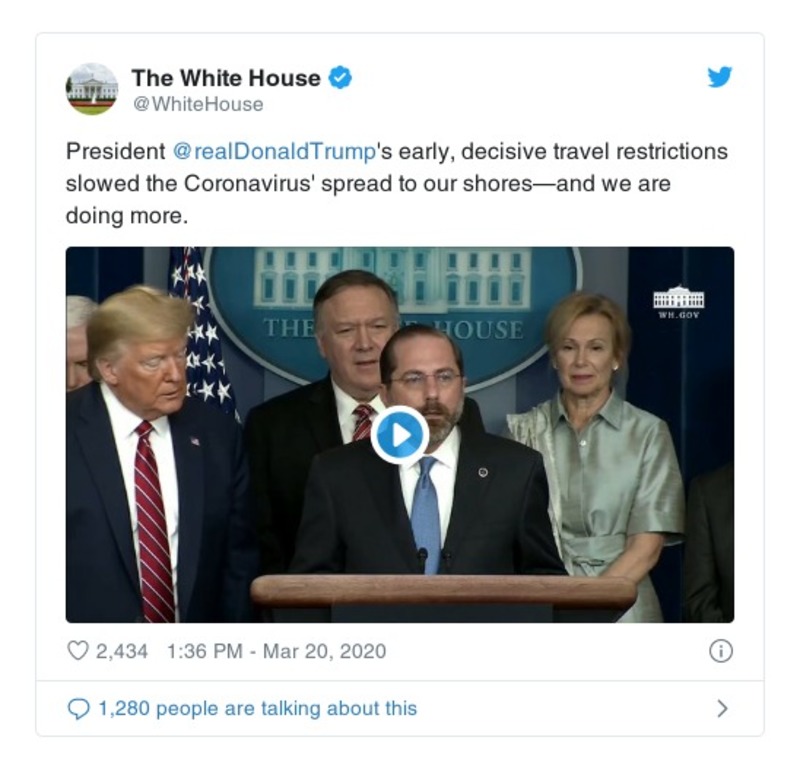 The White House
@WhiteHouse
President @realDonaldTrump's early, decisive travel restrictions
slowed the Coronavirus' spread to our shores—and we are
doing more.
THE HOUSE
WH.GOV
2,434 1:36 PM - Mar 20, 2020
1,280 people are talking about this